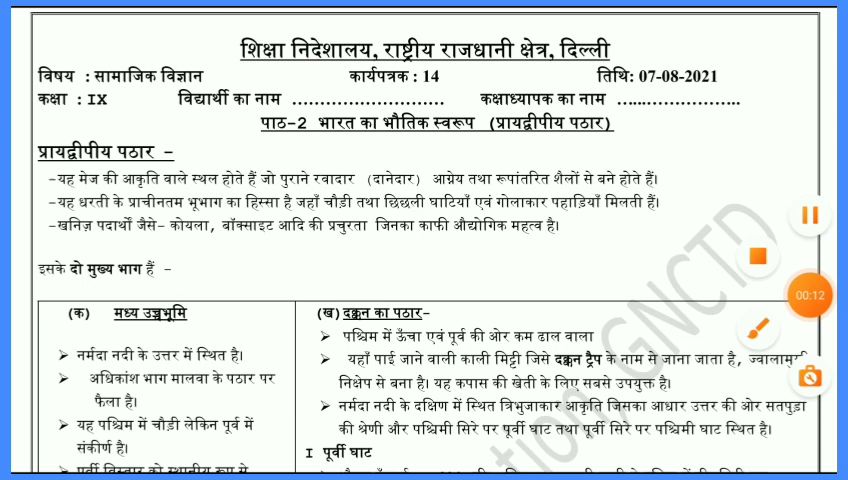 शिक्षा निदेशालय, राष्ट्रीय राजधानी क्षेत्र, दिल्ली
विषय : सामाजिक विज्ञान कार्यपत्रक : 14 तिथि: 07-08-2021
कक्षा : IX विद्यार्थी का नाम ........................... कक्षाध्यापक का नाम ......................
पाठ-2 भारत का भौतिक स्वरूप (प्रायद्वीपीय पठार)
प्रायद्वीपीय पठार -
-यह मेज की आकृति वाले स्थल होते हैं जो पुराने रवादार (दानेदार) आग्नेय तथा रूपांतरित शैलों से बने होते हैं।
-यह धरती के प्राचीनतम भूभाग का हिस्सा है जहाँ चौड़ी तथा छिछली घाटियाँ एवं गोलाकार पहाड़ियाँ मिलती हैं।
-खनिज़ पदार्थों जैसे- कोयला, बॉक्साइट आदि की प्रचुरता जिनका काफी औद्योगिक महत्व है।
इसके दो मुख्य भाग हैं -
(क) मध्य उच्चभूमि
➢ नर्मदा नदी के उत्तर में स्थित है।
➢ अधिकांश भाग मालवा के पठार पर
फैला है।
➢ यह पश्चिम में चौड़ी लेकिन पूर्व में
संकीर्ण है।
➢ पूर्वी विस्तार को स्थानीय रूप से
(ख) दक्कन का पठार-
➢ पश्चिम में ऊँचा एवं पूर्व की ओर कम ढाल वाला
➢ यहाँ पाई जाने वाली काली मिट्टी जिसे दक्कन ट्रैप के नाम से जाना जाता है,
निक्षेप से बना है। यह कपास की खेती के लिए सबसे उपयुक्त है।
➢ नर्मदा नदी के दक्षिण में स्थित त्रिभुजाकार आकृति जिसका आधार उत्तर की ओर सतपुड़ा
की श्रेणी और पश्चिमी सिरे पर पूर्वी घाट तथा पूर्वी सिरे पर पश्चिमी घाट स्थित है।
I पूर्वी घाट
GNCTD
00:12